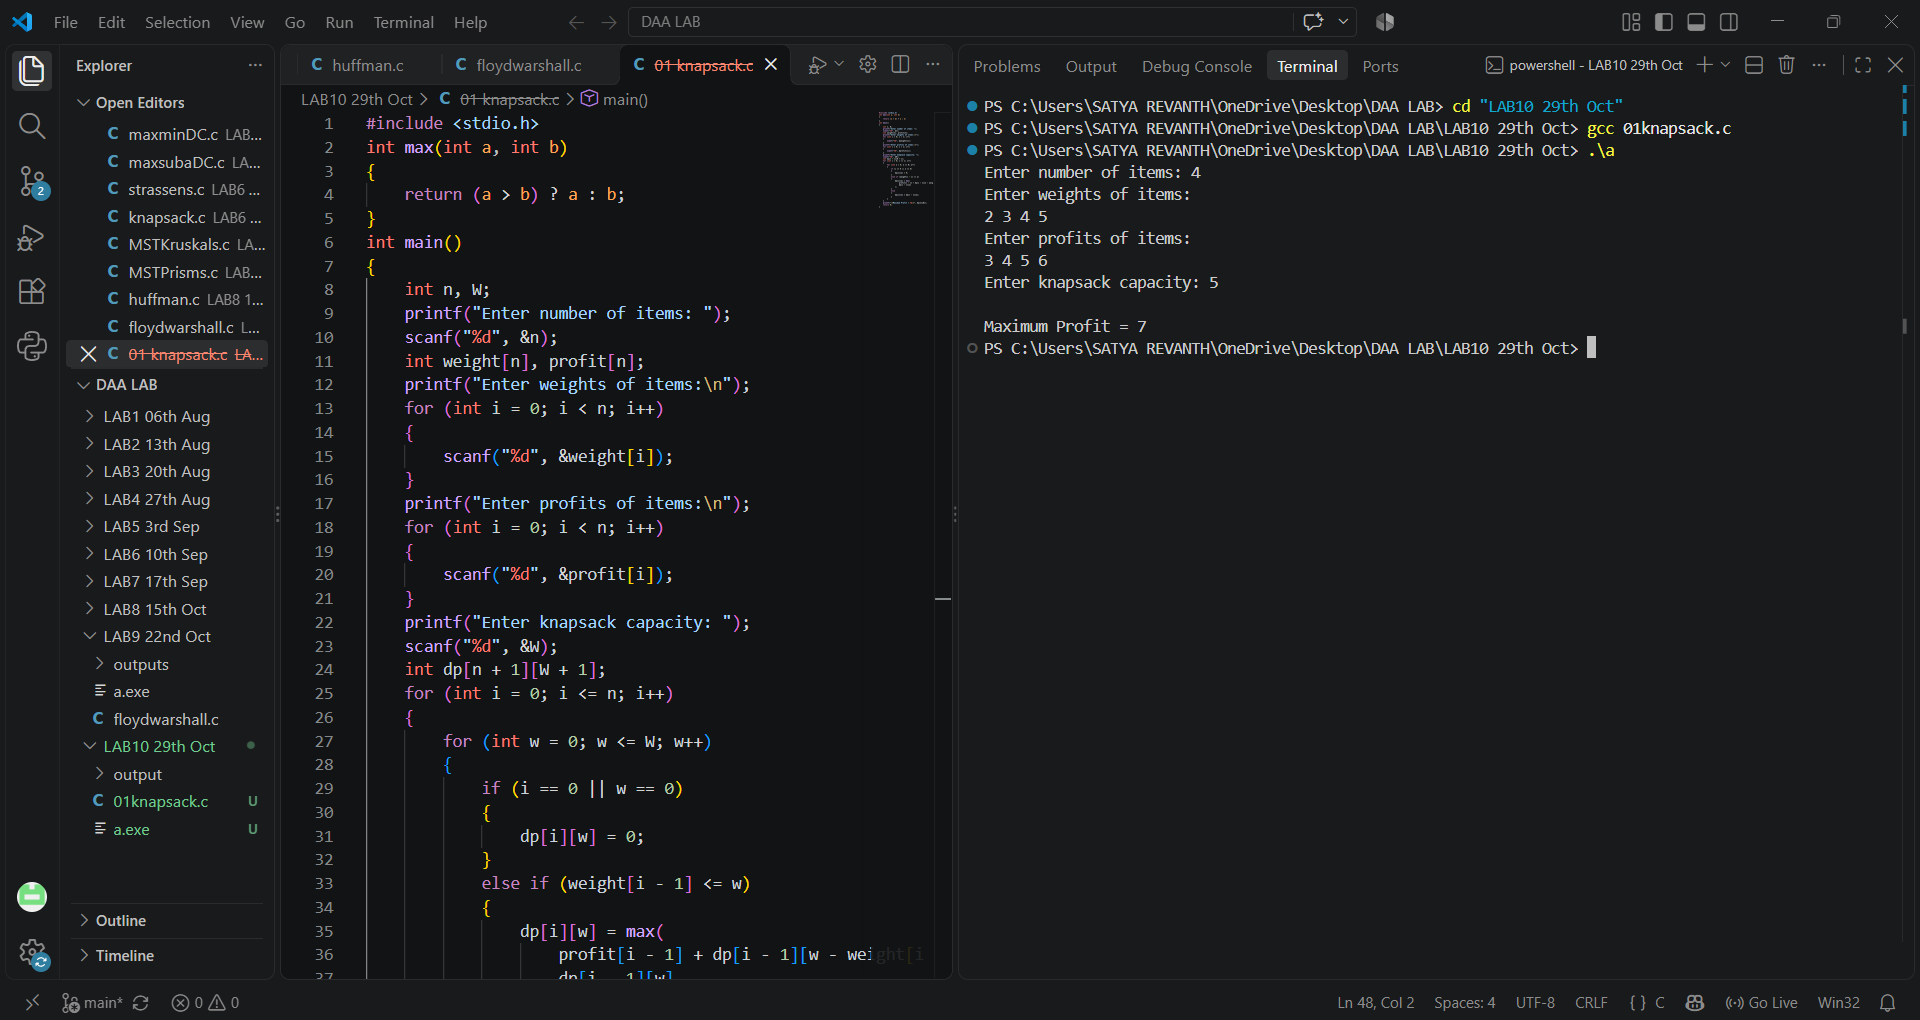 File Edit Selection View Go Run Terminal Help
DAA LAB
Explorer
Open Editors
maxminDC.c LAB...
maxsubaDC.c LA...
strassens.c LAB6 ...
knapsack.c LAB6 ...
MSTKruskals.c LA...
MSTPrisms.c LAB...
huffman.c LAB8 1...
floydwarshall.c L...
01 knapsack.c LA...
DAA LAB
LAB1 06th Aug
LAB2 13th Aug
LAB3 20th Aug
LAB4 27th Aug
LAB5 3rd Sep
LAB6 10th Sep
LAB7 17th Sep
LAB8 15th Oct
LAB9 22nd Oct
outputs
a.exe
floydwarshall.c
LAB10 29th Oct
output
01knapsack.c U
a.exe U
Outline
Timeline
2
huffman.c floydwarshall.c 01 knapsack.c
LAB10 29th Oct > 01 knapsack.c > main()
1 #include <stdio.h>
2 int max(int a, int b)
3 {
4 return (a > b) ? a : b;
5 }
6 int main()
7 {
8 int n, W;
9 printf("Enter number of items: ");
10 scanf("%d", &n);
11 int weight[n], profit[n];
12 printf("Enter weights of items:\n");
13 for (int i = 0; i < n; i++)
14 {
15 scanf("%d", &weight[i]);
16 }
17 printf("Enter profits of items:\n");
18 for (int i = 0; i < n; i++)
19 {
20 scanf("%d", &profit[i]);
21 }
22 printf("Enter knapsack capacity: ");
23 scanf("%d", &W);
24 int dp[n + 1][W + 1];
25 for (int i = 0; i <= n; i++)
26 {
27 for (int w = 0; w <= W; w++)
28 {
29 if (i == 0 || w == 0)
30 {
31 dp[i][w] = 0;
32 }
33 else if (weight[i - 1] <= w)
34 {
35 dp[i][w] = max(
36 profit[i - 1] + dp[i - 1][w - weight[i
37 dp[i - 1][w]
Problems Output Debug Console Terminal Ports
powershell - LAB10 29th Oct
PS C:\Users\SATYA REVANTH\OneDrive\Desktop\DAA LAB> cd "LAB10 29th Oct"
PS C:\Users\SATYA REVANTH\OneDrive\Desktop\DAA LAB\LAB10 29th Oct> gcc 01knapsack.c
PS C:\Users\SATYA REVANTH\OneDrive\Desktop\DAA LAB\LAB10 29th Oct> .\a
Enter number of items: 4
Enter weights of items:
2 3 4 5
Enter profits of items:
3 4 5 6
Enter knapsack capacity: 5
Maximum Profit = 7
PS C:\Users\SATYA REVANTH\OneDrive\Desktop\DAA LAB\LAB10 29th Oct>
main* 0 0
Ln 48, Col 2 Spaces: 4 UTF-8 CRLF { } C Go Live Win32